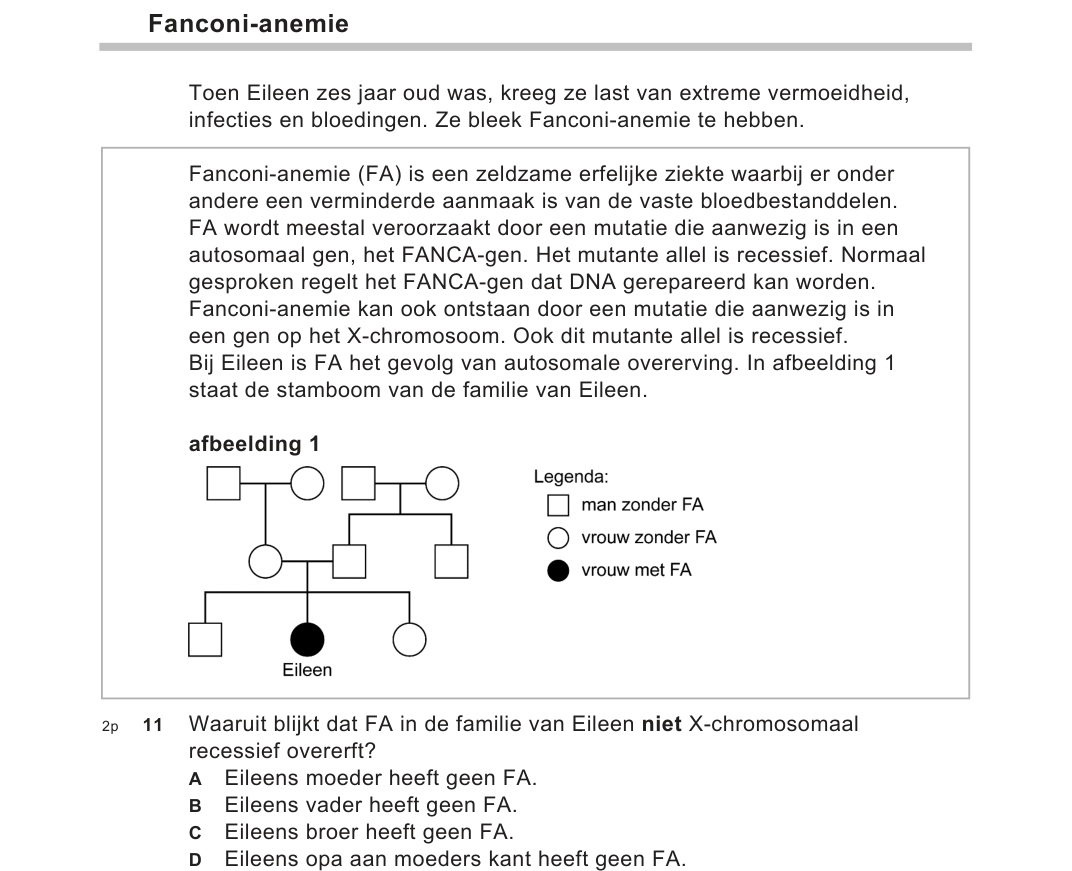 Fanconi-anemie
Toen Eileen zes jaar oud was, kreeg ze last van extreme vermoeidheid,
infecties en bloedingen. Ze bleek Fanconi-anemie te hebben.
Fanconi-anemie (FA) is een zeldzame erfelijke ziekte waarbij er onder
andere een verminderde aanmaak is van de vaste bloedbestanddelen.
FA wordt meestal veroorzaakt door een mutatie die aanwezig is in een
autosomaal gen, het FANCA-gen. Het mutante allel is recessief. Normaal
gesproken regelt het FANCA-gen dat DNA gerepareerd kan worden.
Fanconi-anemie kan ook ontstaan door een mutatie die aanwezig is in
een gen op het X-chromosoom. Ook dit mutante allel is recessief.
Bij Eileen is FA het gevolg van autosomale overerving. In afbeelding 1
staat de stamboom van de familie van Eileen.
afbeelding 1
Legenda:
man zonder FA
vrouw zonder FA
vrouw met FA
Eileen
2p 11 Waaruit blijkt dat FA in de familie van Eileen niet X-chromosomaal
recessief overerft?
A Eileens moeder heeft geen FA.
B Eileens vader heeft geen FA.
C Eileens broer heeft geen FA.
D Eileens opa aan moeders kant heeft geen FA.